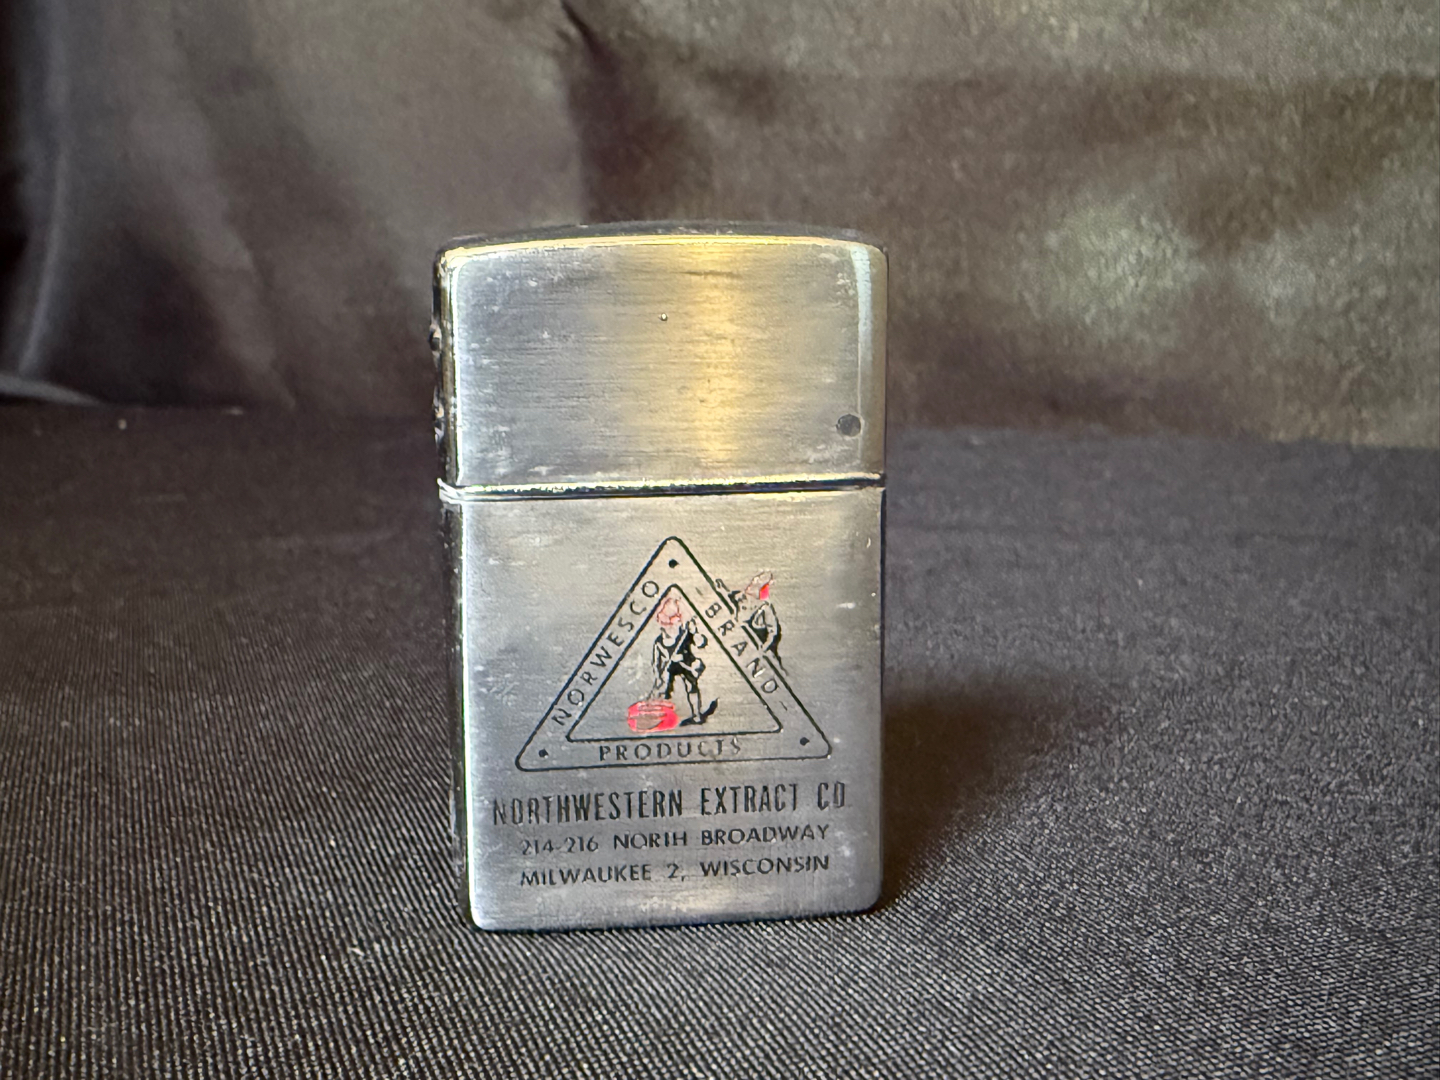 NORWESCO
-BRAND-
PRODUCTS
NORTHWESTERN EXTRACT CO
214-216 NORTH BROADWAY
MILWAUKEE 2, WISCONSIN